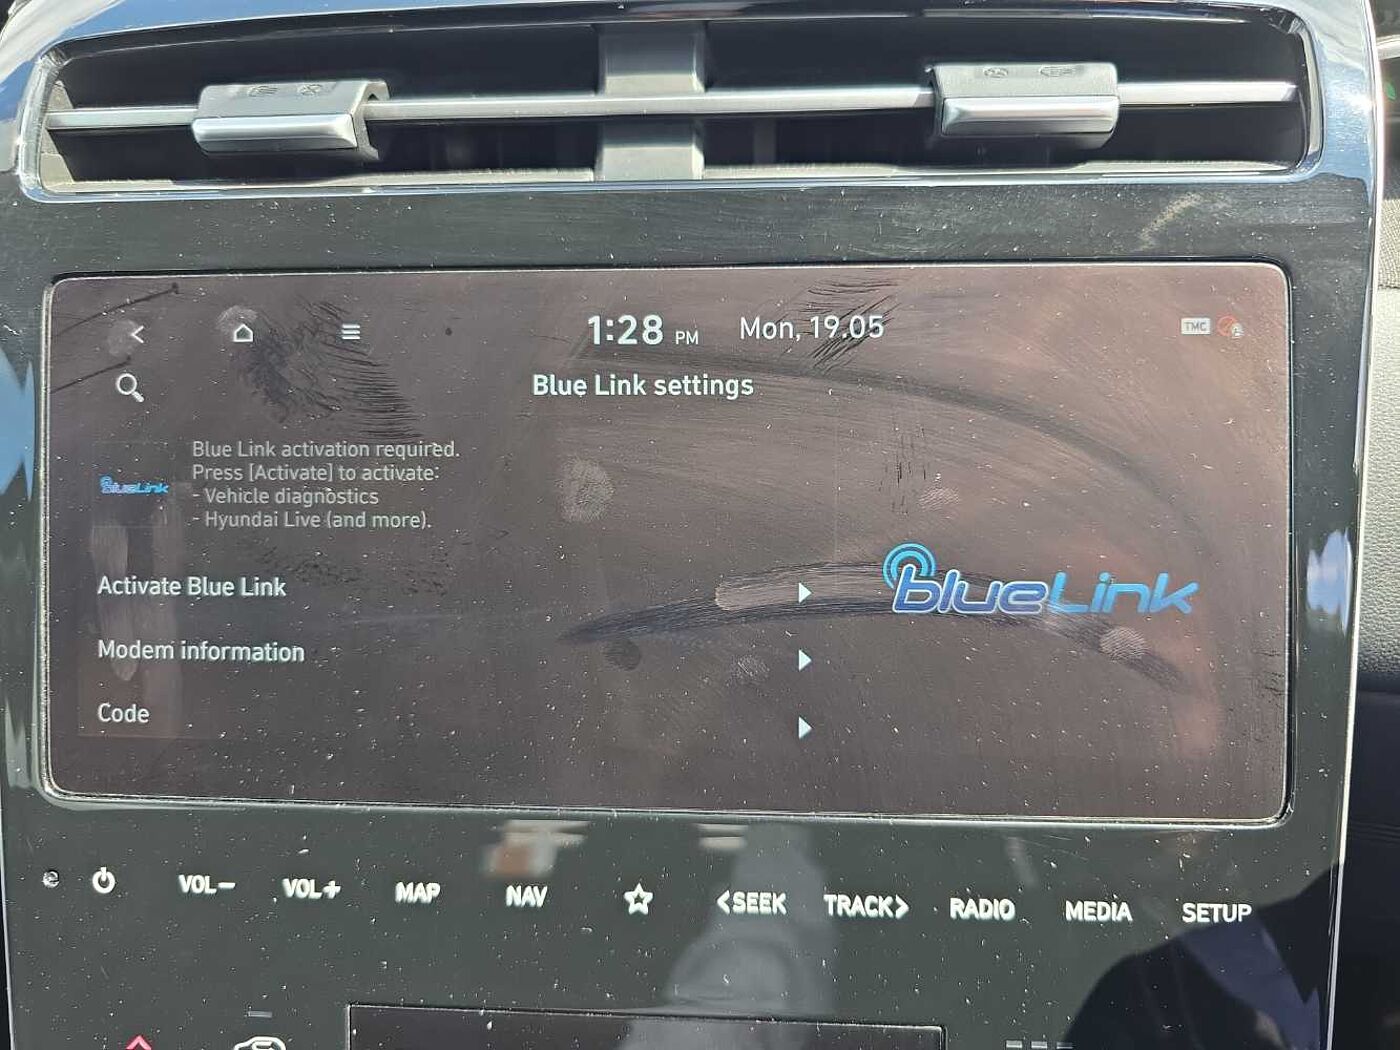 1:28 PM Mon, 19.05
TMC
Blue Link settings
Blue Link activation required.
Press [Activate] to activate:
- Vehicle diagnostics
- Hyundai Live (and more).
blueLink
blueLink
Activate Blue Link
Modem information
Code
VOL− VOL+ MAP NAV <SEEK TRACK> RADIO MEDIA SETUP